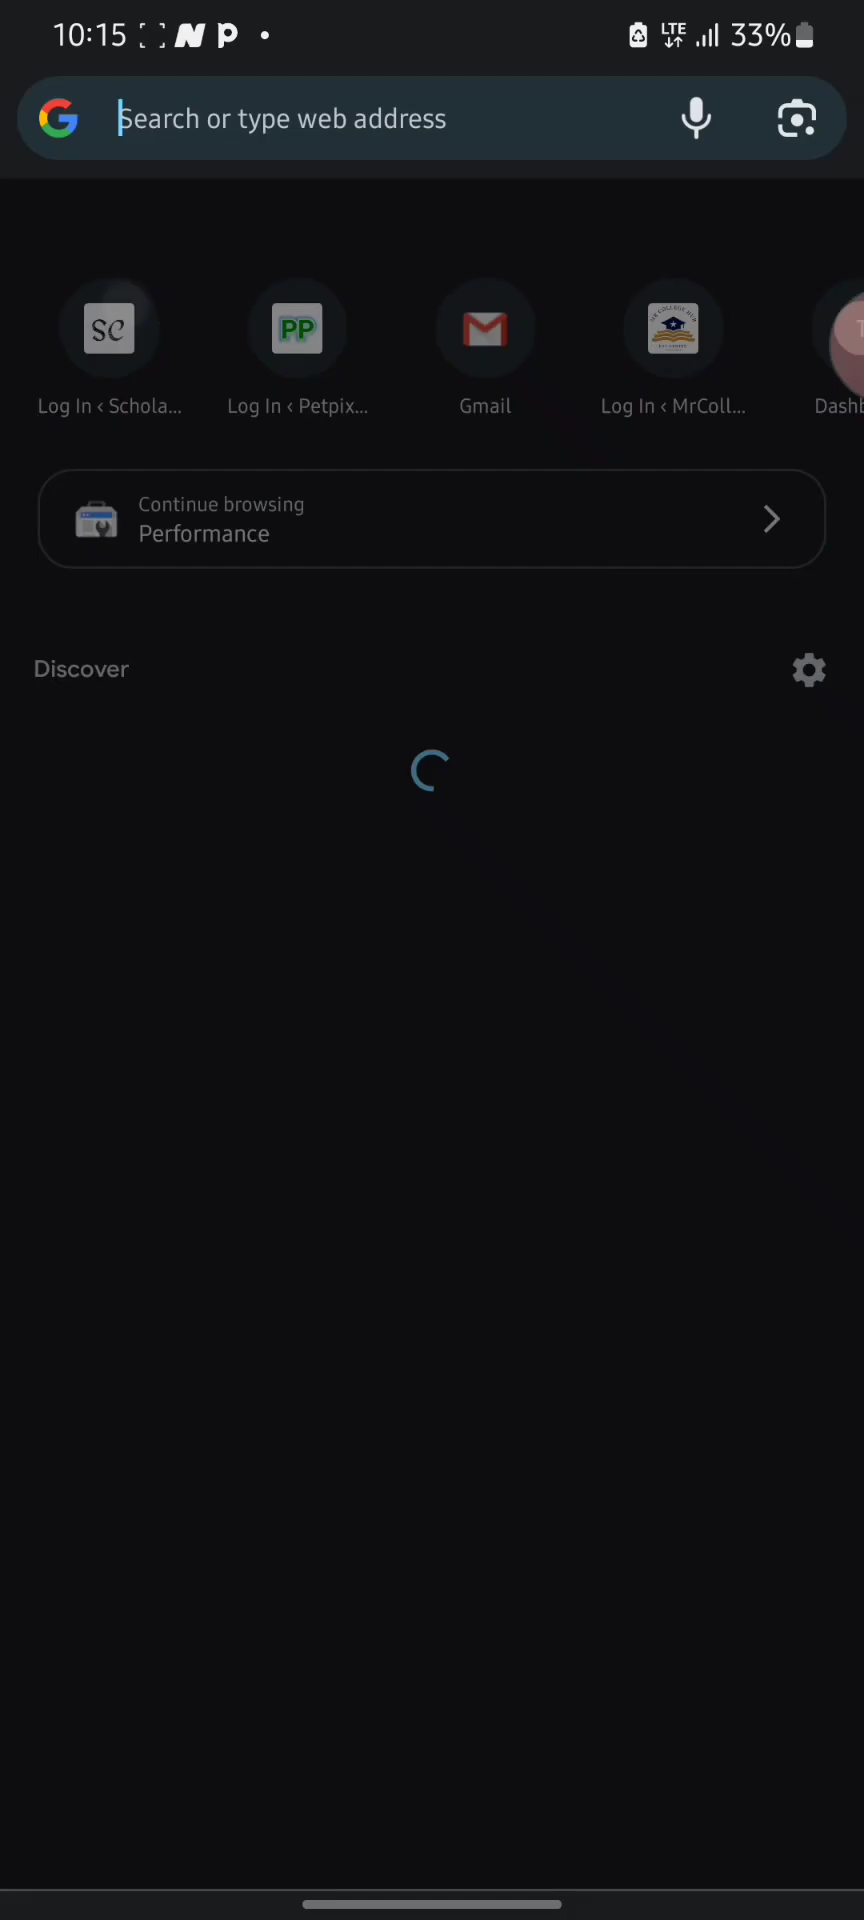 10:15
LTE
33%
Search or type web address
SC
PP
Log In ‹ Schola...
Log In ‹ Petpix...
Gmail
Log In ‹ MrColl...
Dashb
Continue browsing
Performance
Discover